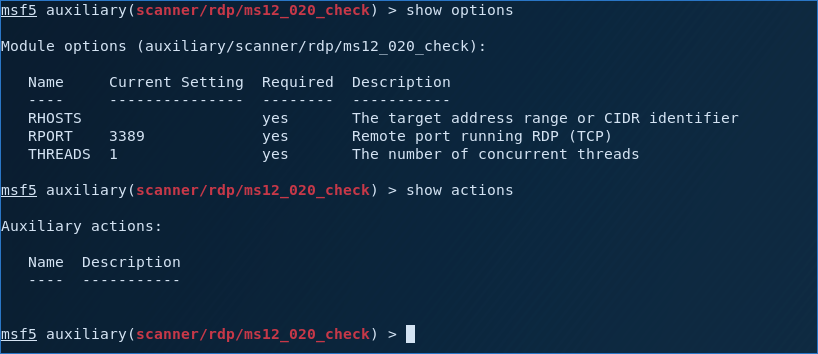 msf5 auxiliary(scanner/rdp/ms12_020_check) > show options
Module options (auxiliary/scanner/rdp/ms12_020_check):
Name Current Setting Required Description
---- --------------- -------- -----------
RHOSTS yes The target address range or CIDR identifier
RPORT 3389 yes Remote port running RDP (TCP)
THREADS 1 yes The number of concurrent threads
msf5 auxiliary(scanner/rdp/ms12_020_check) > show actions
Auxiliary actions:
Name Description
---- -----------
msf5 auxiliary(scanner/rdp/ms12_020_check) >